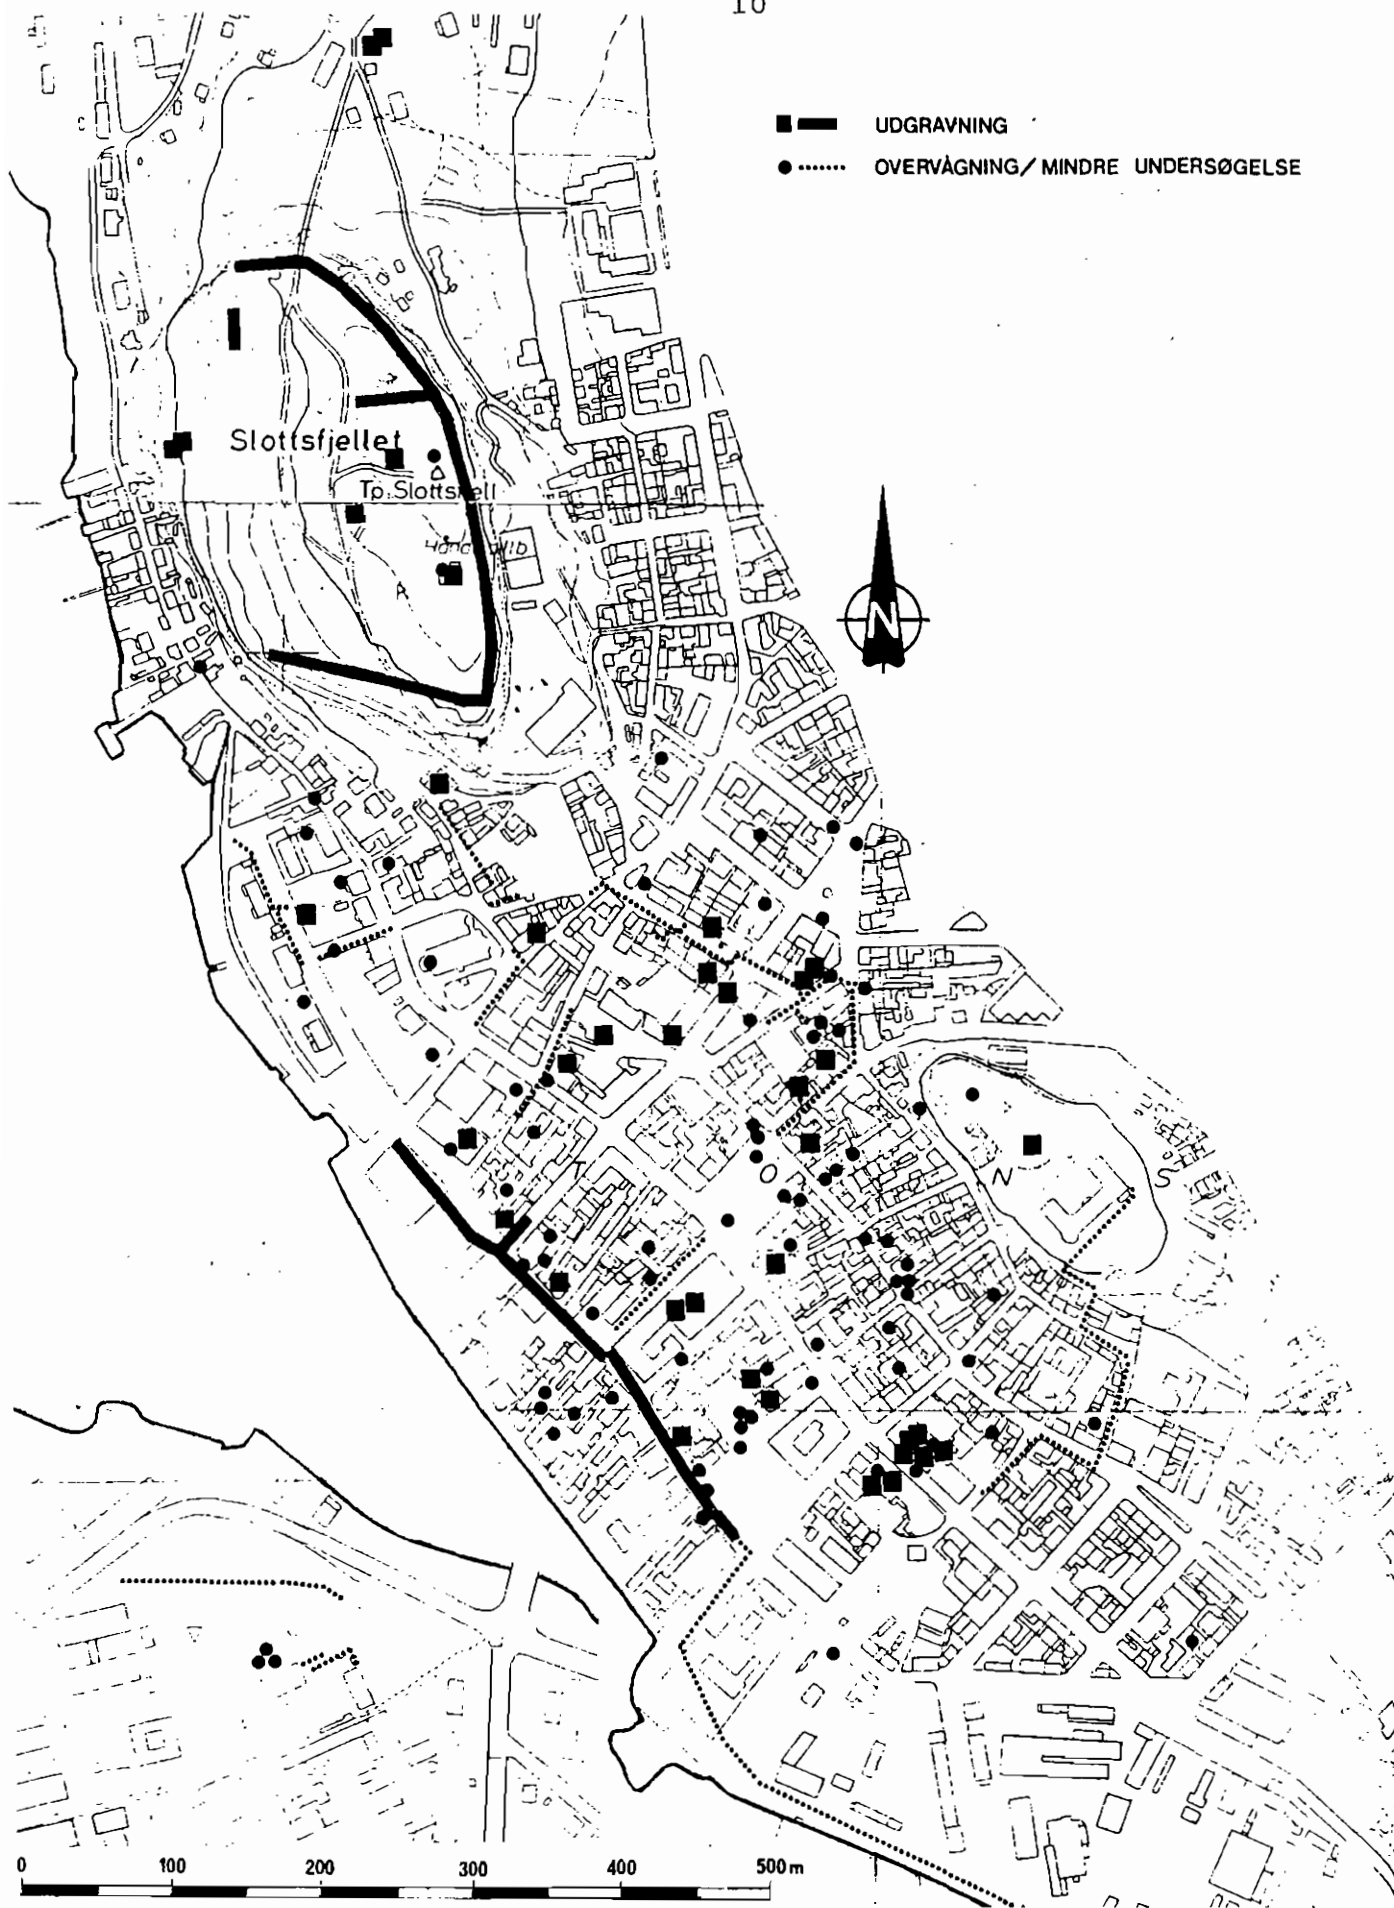 10
UDGRAVNING
OVERVÅGNING/MINDRE UNDERSØGELSE
Slottsfjellet
Tp. Slottsfjell
N
T
O
N
S
0 100 200 300 400 500 m